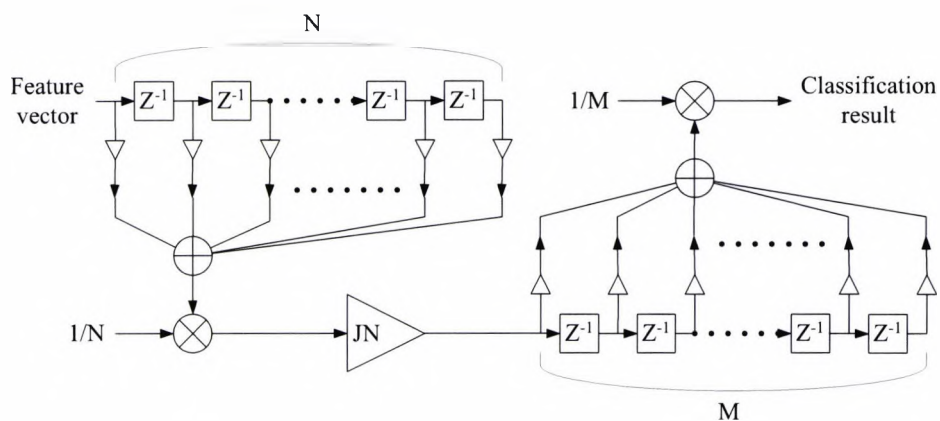 N
Feature
vector
Z⁻¹ Z⁻¹ Z⁻¹ Z⁻¹
1/M
Classification
result
1/N
JN
Z⁻¹ Z⁻¹ Z⁻¹ Z⁻¹
M